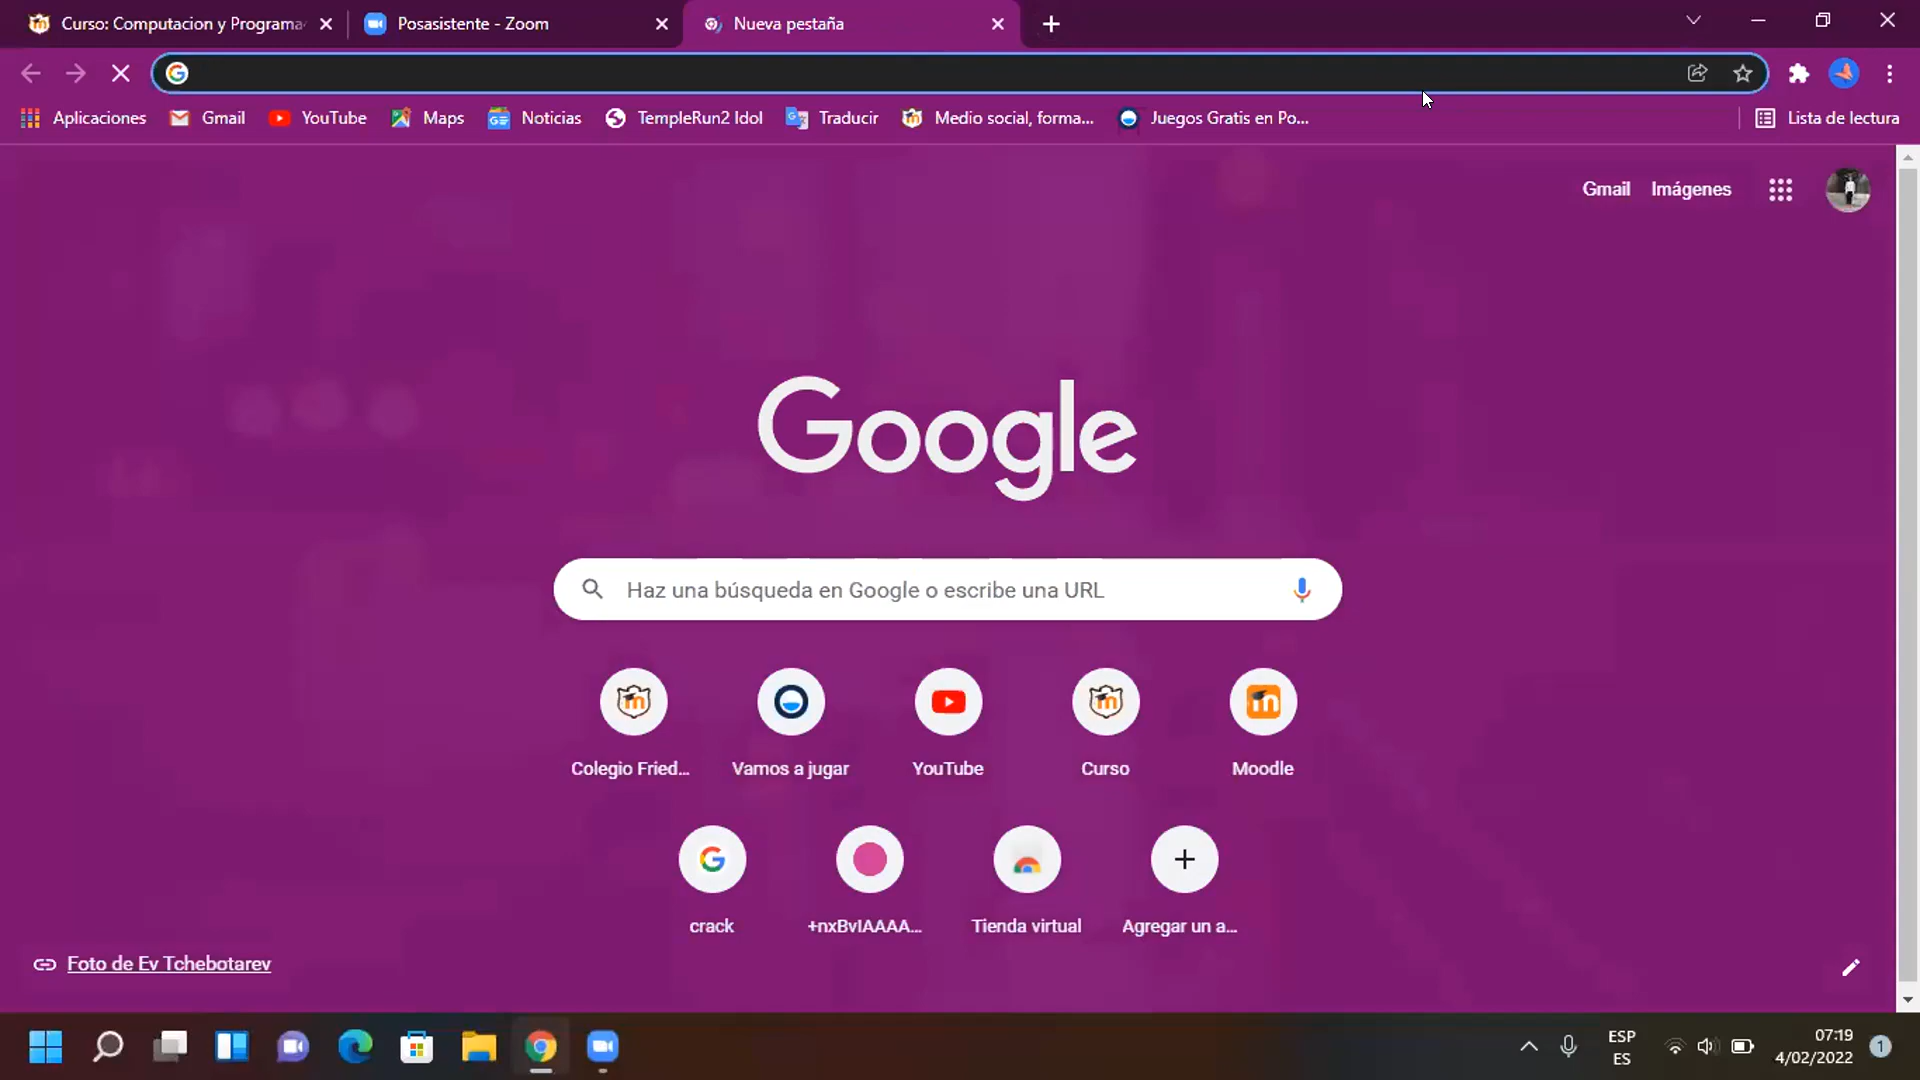 Curso: Computacion y Programa
Posasistente - Zoom
Nueva pestaña
Aplicaciones
Gmail
YouTube
Maps
Noticias
TempleRun2 Idol
Traducir
Medio social, forma...
Juegos Gratis en Po...
Lista de lectura
Gmail
Imágenes
Google
Haz una búsqueda en Google o escribe una URL
Colegio Fried...
Vamos a jugar
YouTube
Curso
Moodle
crack
+nxBvIAAAA...
Tienda virtual
Agregar un a...
Foto de Ev Tchebotarev
ESP
ES
07:19
4/02/2022
1